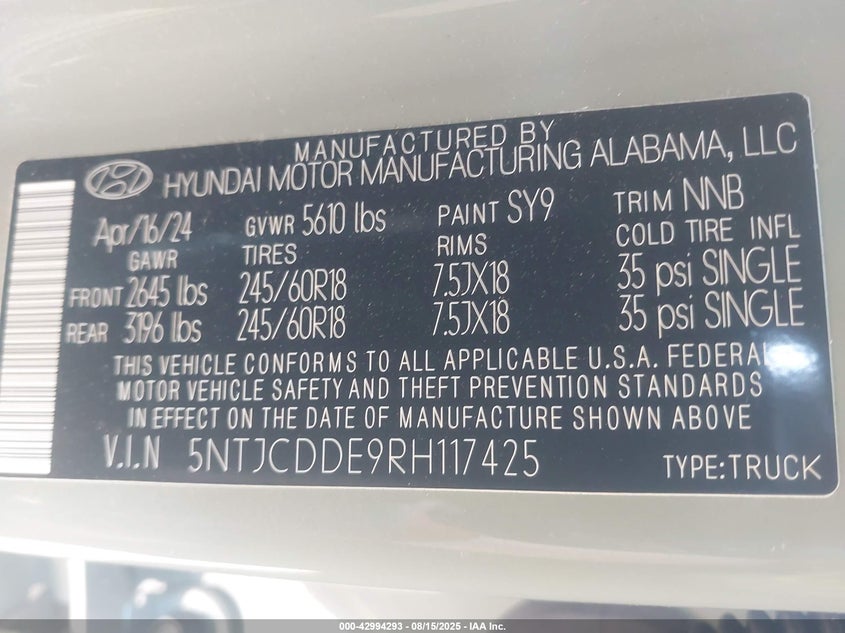 MANUFACTURED BY
HYUNDAI MOTOR MANUFACTURING ALABAMA, LLC
Apr/16/24 GVWR 5610 lbs PAINT SY9 TRIM NNB
GAWR TIRES RIMS COLD TIRE INFL
FRONT 2645 lbs 245/60R18 7.5JX18 35 psi SINGLE
REAR 3196 lbs 245/60R18 7.5JX18 35 psi SINGLE
THIS VEHICLE CONFORMS TO ALL APPLICABLE U.S.A. FEDERAL
MOTOR VEHICLE SAFETY AND THEFT PREVENTION STANDARDS
IN EFFECT ON THE DATE OF MANUFACTURE SHOWN ABOVE
V.I.N 5NTJCDDE9RH117425 TYPE:TRUCK
000-42994293 - 08/15/2025 - IAA Inc.